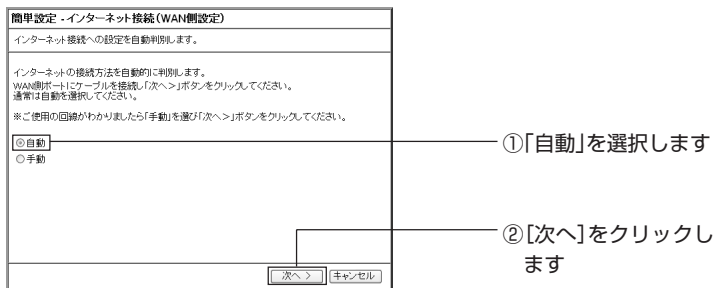 簡単設定 - インターネット接続(WAN側設定)
インターネット接続への設定を自動判別します。
インターネットの接続方法を自動的に判別します。
WAN側ポートにケーブルを接続し「次へ>」ボタンをクリックしてください。
通常は自動を選択してください。
※ご使用の回線がわかりましたら「手動」を選び「次へ>」ボタンをクリックしてください。
自動
①「自動」を選択します
手動
②[次へ]をクリックし
ます
次へ >
キャンセル